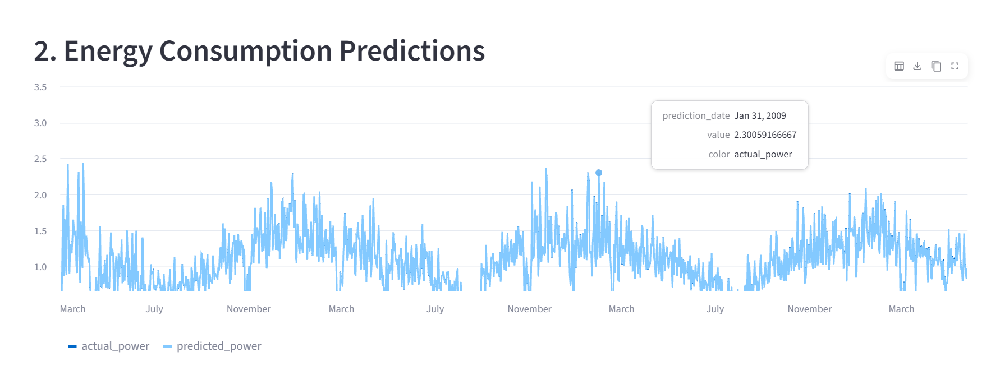 2. Energy Consumption Predictions
3.5
3.0
2.5
2.0
1.5
1.0
prediction_date Jan 31, 2009
value 2.30059166667
color actual_power
March July November March July November March July November March
actual_power predicted_power